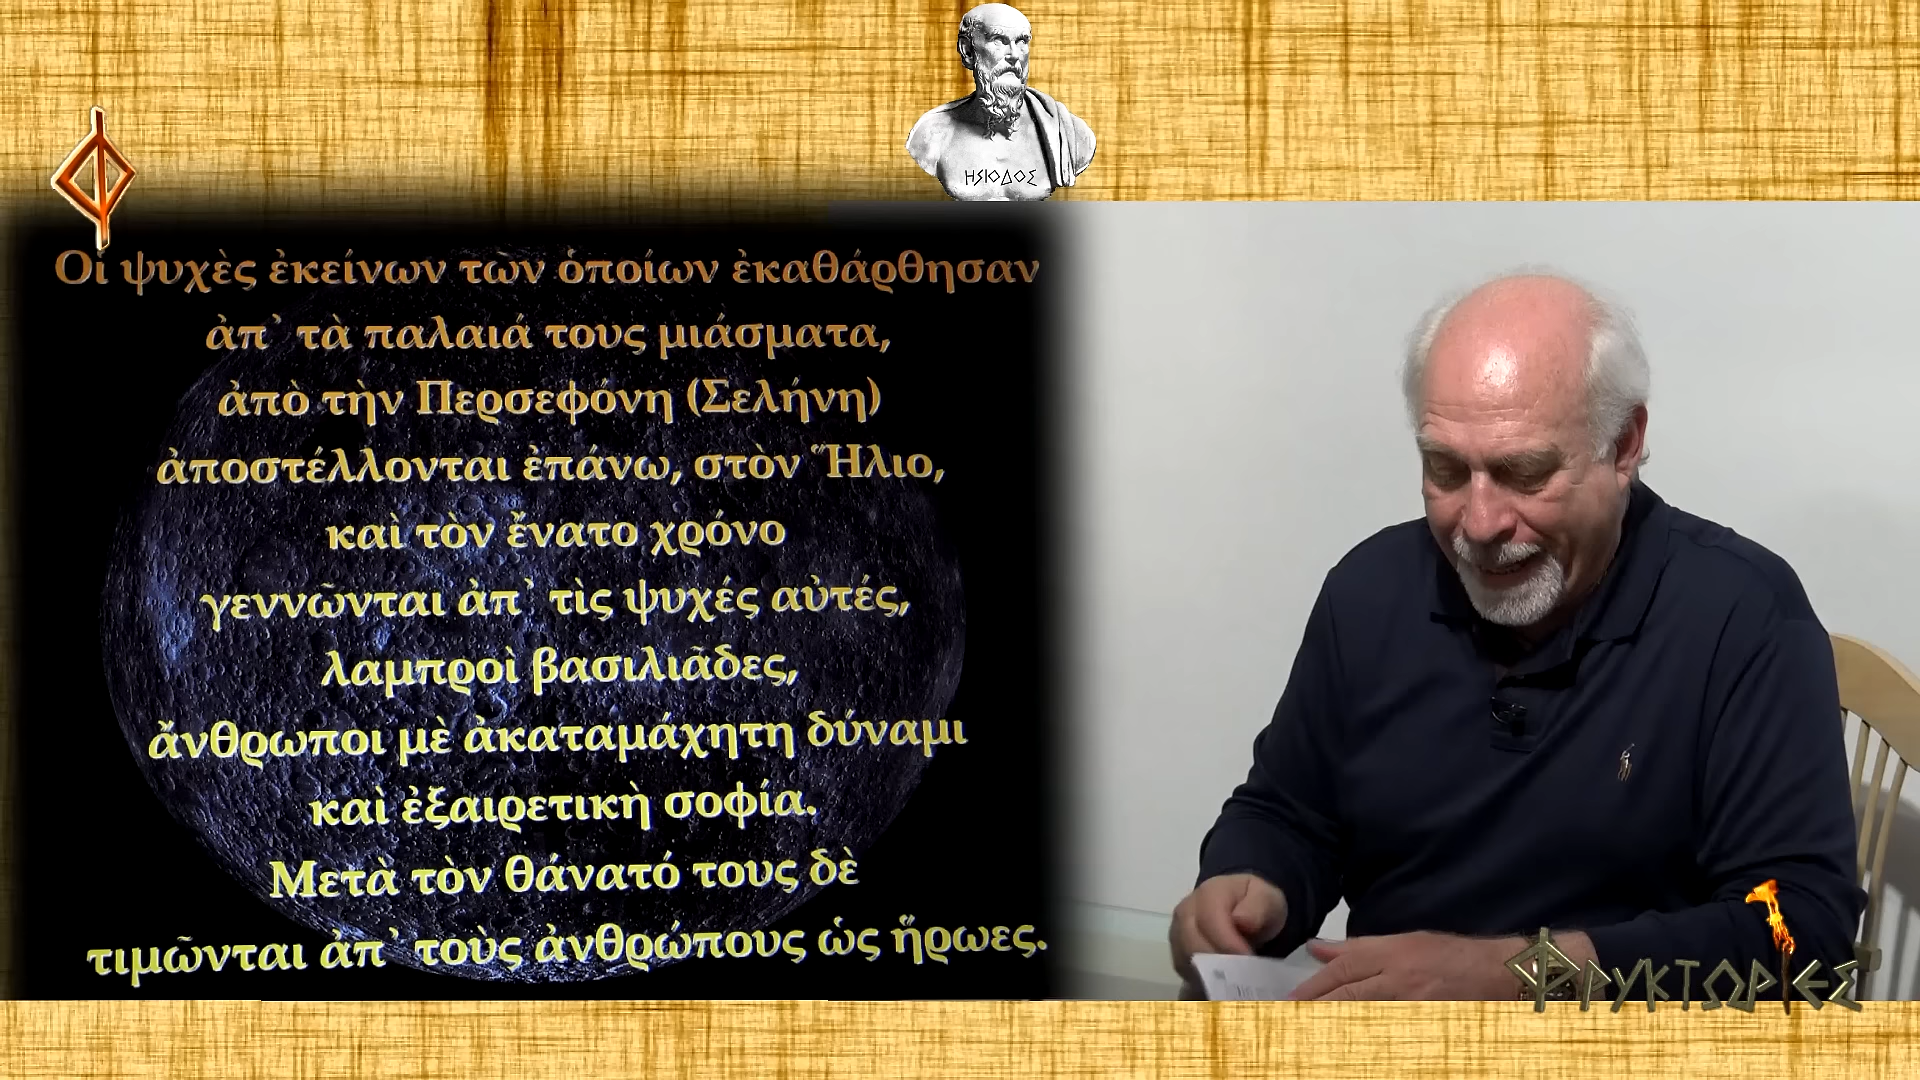 ΗΣΙΟΔΟΣ
Οἱ ψυχὲς ἐκείνων τῶν ὁποίων ἐκαθάρθησαν
ἀπ᾽ τὰ παλαιά τους μιάσματα,
ἀπὸ τὴν Περσεφόνη (Σελήνη)
ἀποστέλλονται ἐπάνω, στὸν Ἥλιο,
καὶ τὸν ἔνατο χρόνο
γεννῶνται ἀπ᾽ τὶς ψυχές αὐτές,
λαμπροὶ βασιλιᾶδες,
ἄνθρωποι μὲ ἀκαταμάχητη δύναμι
καὶ ἐξαιρετικὴ σοφία.
Μετὰ τὸν θάνατό τους δὲ
τιμῶνται ἀπ᾽ τοὺς ἀνθρώπους ὡς ἥρωες.
ΦΡΥΚΤΩΡΙΕΣ